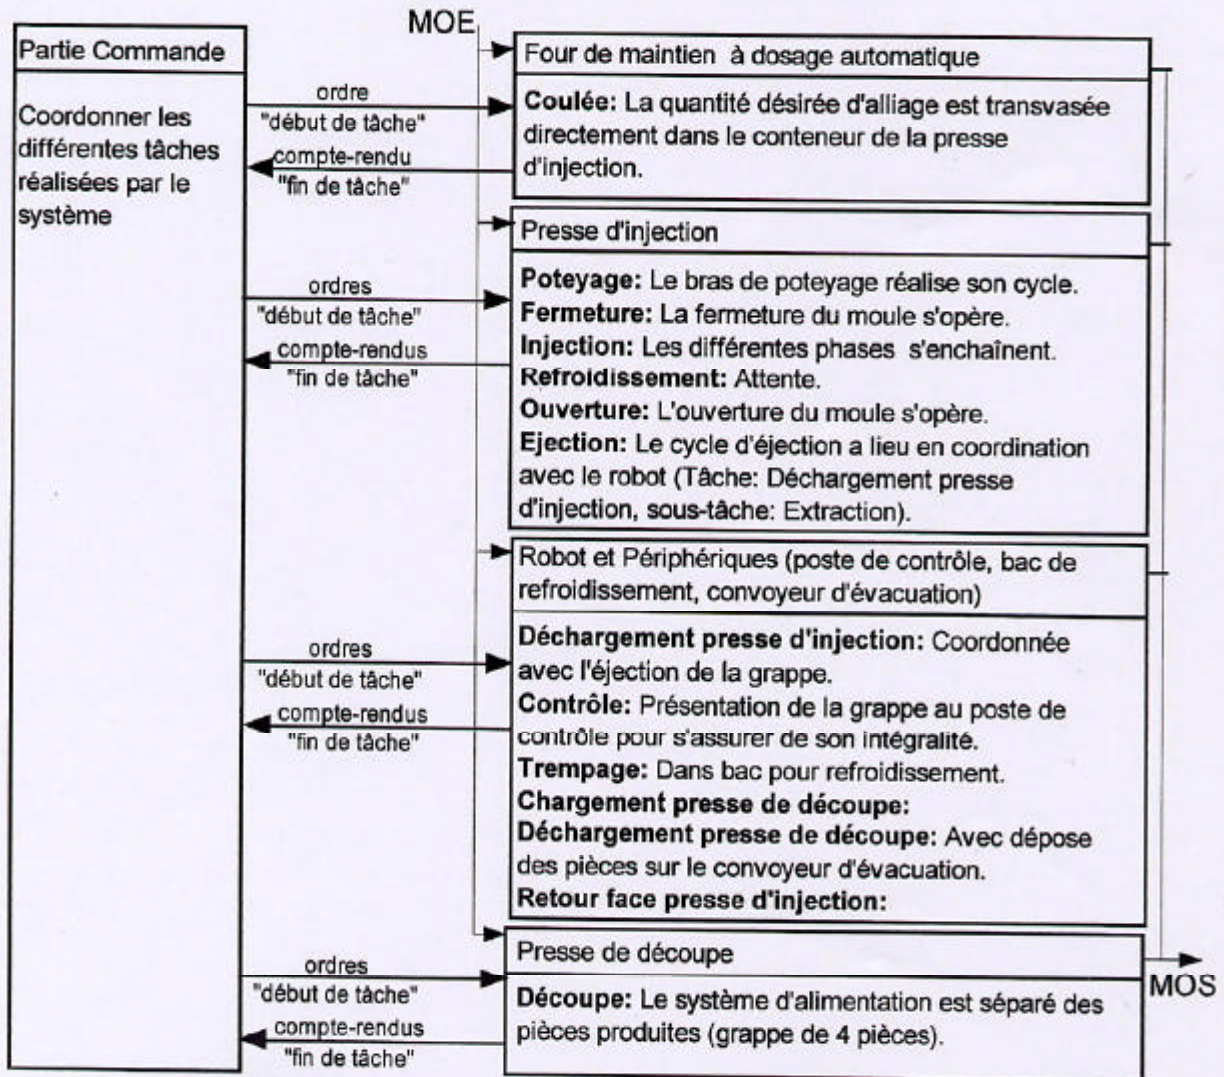 MOE
Partie Commande
Coordonner les
différentes tâches
réalisées par le
système
ordre
"début de tâche"
compte-rendu
"fin de tâche"
Four de maintien à dosage automatique
Coulée: La quantité désirée d'alliage est transvasée
directement dans le conteneur de la presse
d'injection.
Presse d'injection
ordres
"début de tâche"
compte-rendus
"fin de tâche"
Poteyage: Le bras de poteyage réalise son cycle.
Fermeture: La fermeture du moule s'opère.
Injection: Les différentes phases s'enchaînent.
Refroidissement: Attente.
Ouverture: L'ouverture du moule s'opère.
Ejection: Le cycle d'éjection a lieu en coordination
avec le robot (Tâche: Déchargement presse
d'injection, sous-tâche: Extraction).
Robot et Périphériques (poste de contrôle, bac de
refroidissement, convoyeur d'évacuation)
ordres
"début de tâche"
compte-rendus
"fin de tâche"
Déchargement presse d'injection: Coordonnée
avec l'éjection de la grappe.
Contrôle: Présentation de la grappe au poste de
contrôle pour s'assurer de son intégralité.
Trempage: Dans bac pour refroidissement.
Chargement presse de découpe:
Déchargement presse de découpe: Avec dépose
des pièces sur le convoyeur d'évacuation.
Retour face presse d'injection:
Presse de découpe
MOS
ordres
"début de tâche"
compte-rendus
"fin de tâche"
Découpe: Le système d'alimentation est séparé des
pièces produites (grappe de 4 pièces).